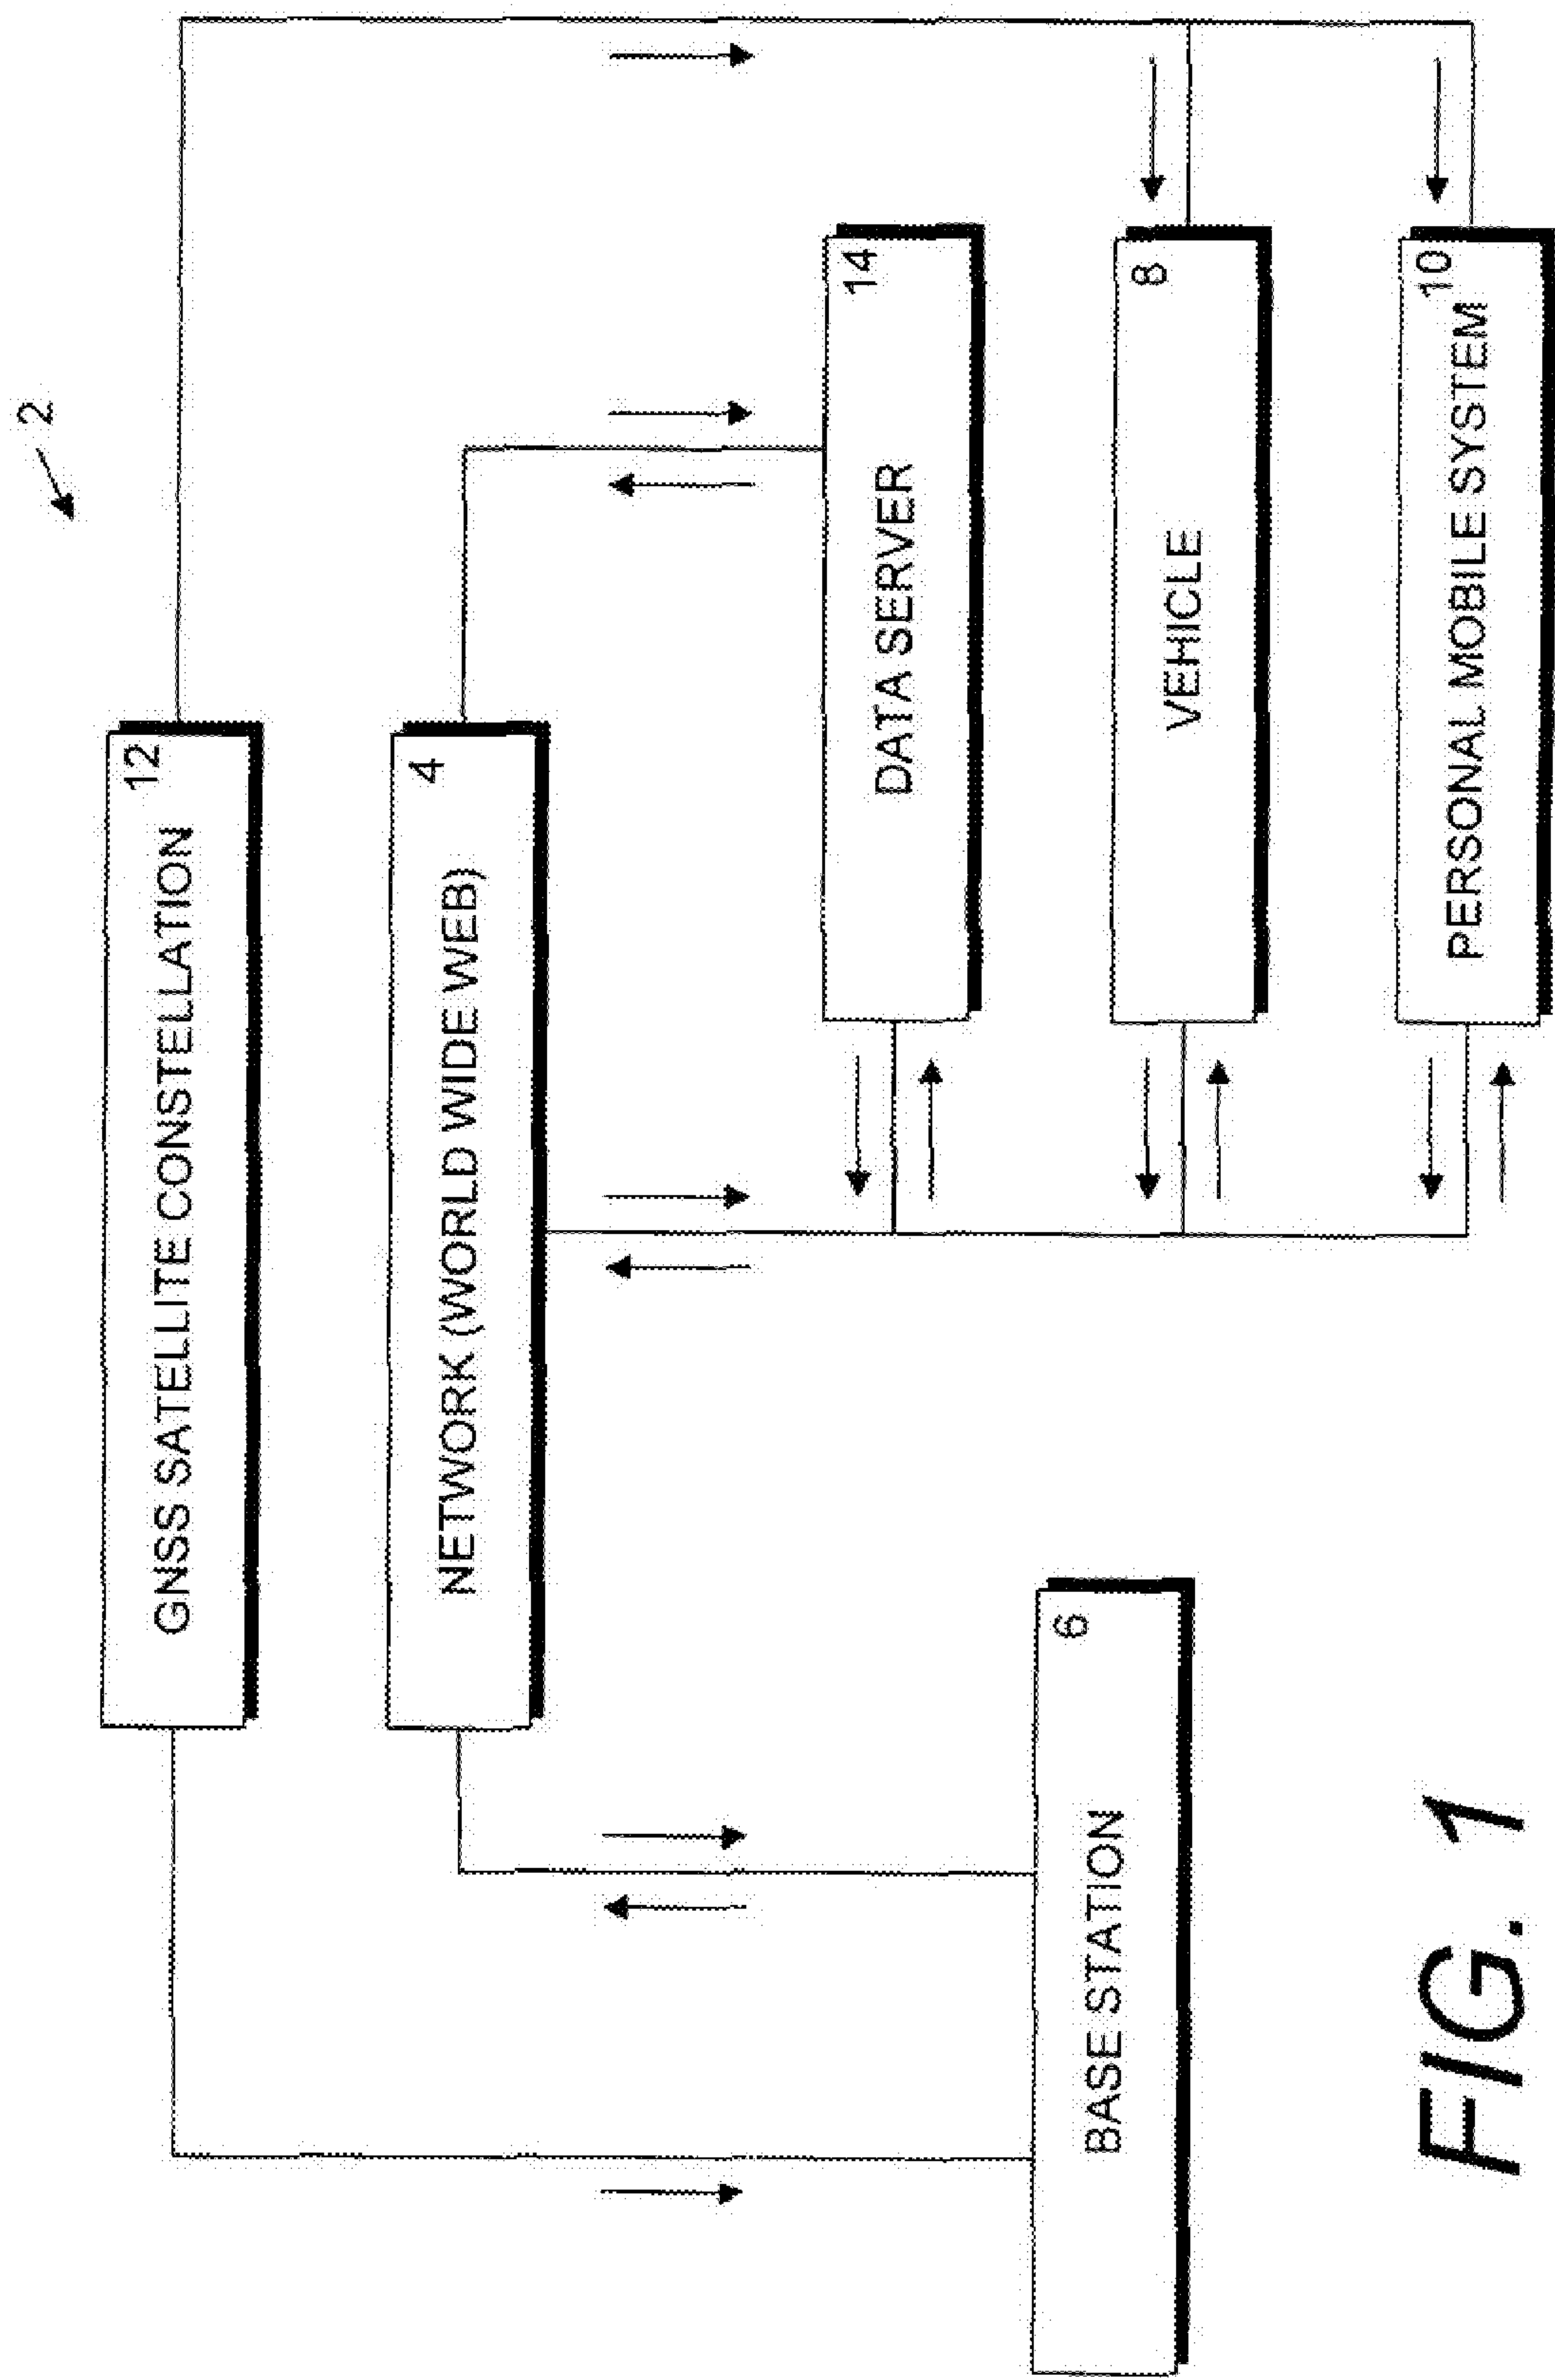 2
GNSS SATELLITE CONSTELLATION
12
NETWORK (WORLD WIDE WEB)
4
DATA SERVER
14
BASE STATION
6
VEHICLE
8
PERSONAL MOBILE SYSTEM
10
FIG. 1